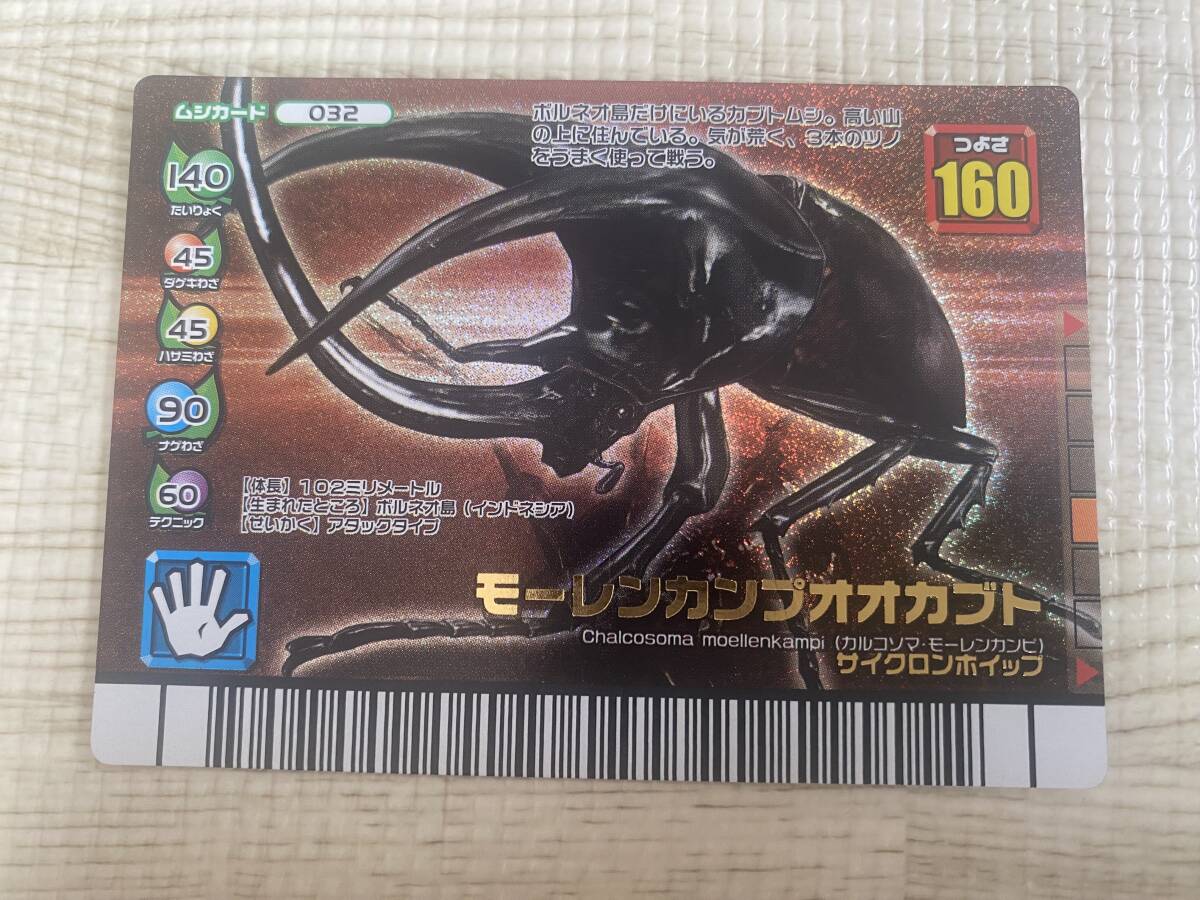 ムシカード 032
ボルネオ島だけにいるカブトムシ。高い山
の上に住んでいる。気が荒く、3本のツノ
をうまく使って戦う。
つよさ
160
140
たいりょく
45
ダゲキわざ
45
ハサミわざ
90
ナゲわざ
60
テクニック
【体長】102ミリメートル
【生まれたところ】ボルネオ島（インドネシア）
【せいかく】アタックタイプ
モーレンカンプオオカブト
Chalcosoma moellenkampi（カルコソマ・モーレンカンピ）
サイクロンホイップ